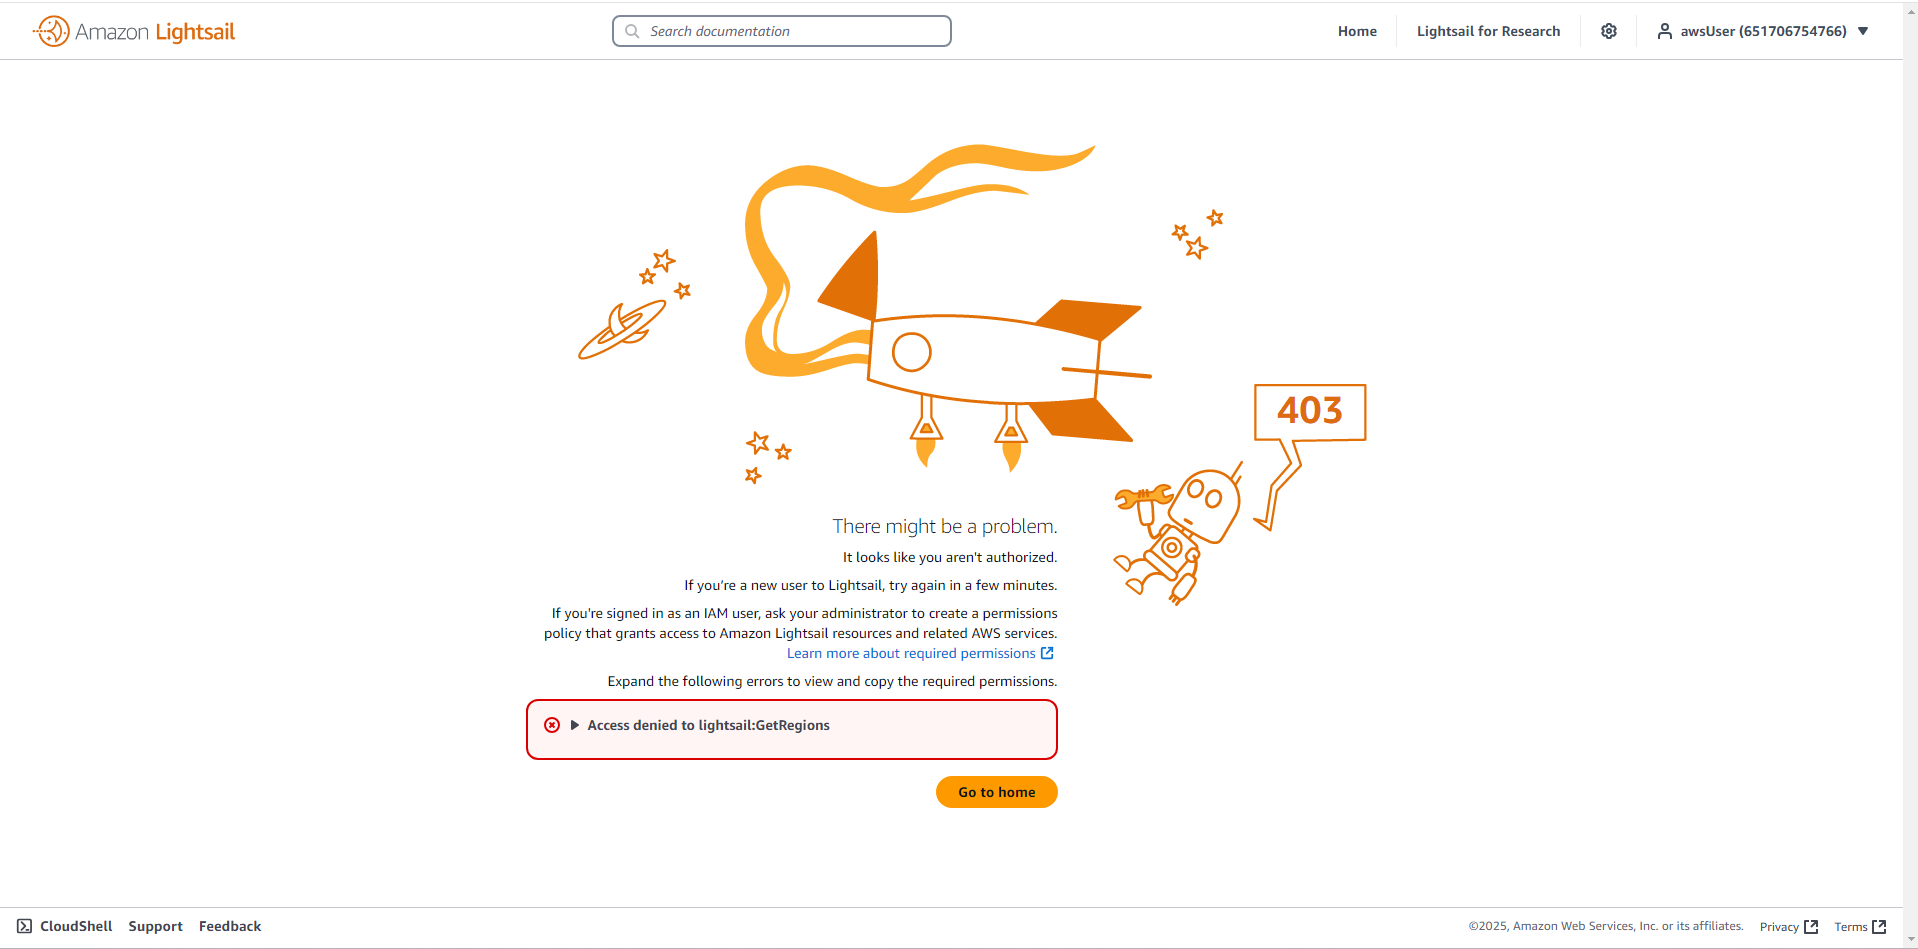 Amazon Lightsail
Search documentation
Home
Lightsail for Research
awsUser (651706754766)
403
There might be a problem.
It looks like you aren't authorized.
If you’re a new user to Lightsail, try again in a few minutes.
If you're signed in as an IAM user, ask your administrator to create a permissions
policy that grants access to Amazon Lightsail resources and related AWS services.
Learn more about required permissions
Expand the following errors to view and copy the required permissions.
Access denied to lightsail:GetRegions
Go to home
CloudShell
Support
Feedback
©2025, Amazon Web Services, Inc. or its affiliates.
Privacy
Terms